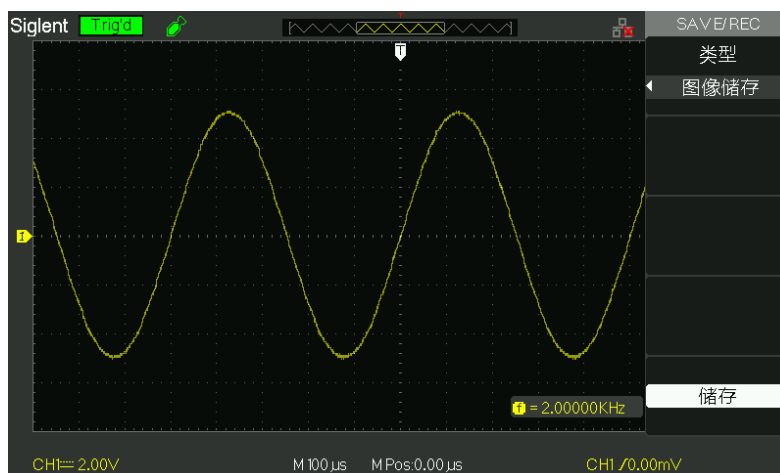 Siglent Trig'd SAVE/REC
T
类型
图像储存
1
f = 2.00000KHz
储存
CH1 2.00V M 100µs M Pos:0.00µs CH1 0.00mV